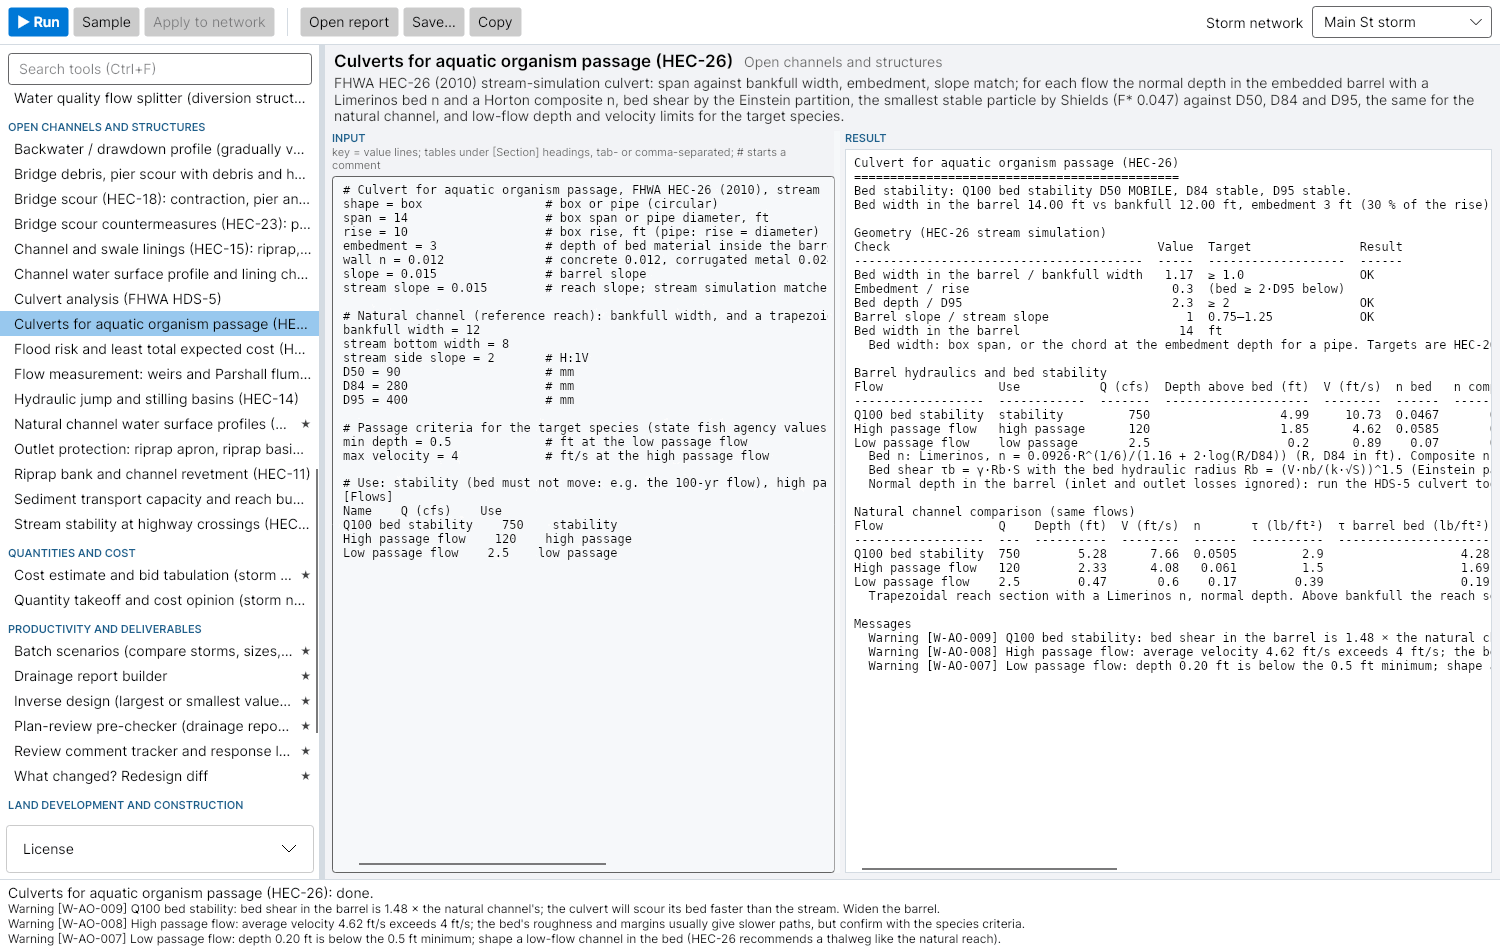 Run
Sample
Apply to network
Open report
Save...
Copy
Storm network
Main St storm
Search tools (Ctrl+F)
Water quality flow splitter (diversion struct...
OPEN CHANNELS AND STRUCTURES
Backwater / drawdown profile (gradually v...
Bridge debris, pier scour with debris and h...
Bridge scour (HEC-18): contraction, pier an...
Bridge scour countermeasures (HEC-23): p...
Channel and swale linings (HEC-15): riprap,...
Channel water surface profile and lining ch...
Culvert analysis (FHWA HDS-5)
Culverts for aquatic organism passage (HE...
Flood risk and least total expected cost (H...
Flow measurement: weirs and Parshall flum...
Hydraulic jump and stilling basins (HEC-14)
Natural channel water surface profiles (... ★
Outlet protection: riprap apron, riprap basi...
Riprap bank and channel revetment (HEC-11)
Sediment transport capacity and reach bu...
Stream stability at highway crossings (HEC...
QUANTITIES AND COST
Cost estimate and bid tabulation (storm ... ★
Quantity takeoff and cost opinion (storm n...
PRODUCTIVITY AND DELIVERABLES
Batch scenarios (compare storms, sizes,... ★
Drainage report builder ★
Inverse design (largest or smallest value... ★
Plan-review pre-checker (drainage repo... ★
Review comment tracker and response l... ★
What changed? Redesign diff ★
LAND DEVELOPMENT AND CONSTRUCTION
License
Culverts for aquatic organism passage (HEC-26) Open channels and structures
FHWA HEC-26 (2010) stream-simulation culvert: span against bankfull width, embedment, slope match; for each flow the normal depth in the embedded barrel with a
Limerinos bed n and a Horton composite n, bed shear by the Einstein partition, the smallest stable particle by Shields (F* 0.047) against D50, D84 and D95, the same for the
natural channel, and low-flow depth and velocity limits for the target species.
INPUT
key = value lines; tables under [Section] headings, tab- or comma-separated; # starts a
comment
# Culvert for aquatic organism passage, FHWA HEC-26 (2010), stream
shape = box # box or pipe (circular)
span = 14 # box span or pipe diameter, ft
rise = 10 # box rise, ft (pipe: rise = diameter)
embedment = 3 # depth of bed material inside the barr
wall n = 0.012 # concrete 0.012, corrugated metal 0.02
slope = 0.015 # barrel slope
stream slope = 0.015 # reach slope; stream simulation matche
# Natural channel (reference reach): bankfull width, and a trapezoi
bankfull width = 12
stream bottom width = 8
stream side slope = 2 # H:1V
D50 = 90 # mm
D84 = 280 # mm
D95 = 400 # mm
# Passage criteria for the target species (state fish agency values
min depth = 0.5 # ft at the low passage flow
max velocity = 4 # ft/s at the high passage flow
# Use: stability (bed must not move: e.g. the 100-yr flow), high pa
[Flows]
Name Q (cfs) Use
Q100 bed stability 750 stability
High passage flow 120 high passage
Low passage flow 2.5 low passage
RESULT
Culvert for aquatic organism passage (HEC-26)
=============================================
Bed stability: Q100 bed stability D50 MOBILE, D84 stable, D95 stable.
Bed width in the barrel 14.00 ft vs bankfull 12.00 ft, embedment 3 ft (30 % of the rise)
Geometry (HEC-26 stream simulation)
Check Value Target Result
Bed width in the barrel / bankfull width 1.17 ≥ 1.0 OK
Embedment / rise 0.3 (bed ≥ 2·D95 below)
Bed depth / D95 2.3 ≥ 2 OK
Barrel slope / stream slope 1 0.75–1.25 OK
Bed width in the barrel 14 ft
Bed width: box span, or the chord at the embedment depth for a pipe. Targets are HEC-2
Barrel hydraulics and bed stability
Flow Use Q (cfs) Depth above bed (ft) V (ft/s) n bed n com
Q100 bed stability stability 750 4.99 10.73 0.0467
High passage flow high passage 120 1.85 4.62 0.0585
Low passage flow low passage 2.5 0.2 0.89 0.07
Bed n: Limerinos, n = 0.0926·R^(1/6)/(1.16 + 2·log(R/D84)) (R, D84 in ft). Composite n
Bed shear τb = γ·Rb·S with the bed hydraulic radius Rb = (V·nb/(k·√S))^1.5 (Einstein p
Normal depth in the barrel (inlet and outlet losses ignored): run the HDS-5 culvert to
Natural channel comparison (same flows)
Flow Q Depth (ft) V (ft/s) n τ (lb/ft²) τ barrel bed (lb/ft²)
Q100 bed stability 750 5.28 7.66 0.0505 2.9 4.28
High passage flow 120 2.33 4.08 0.061 1.5 1.69
Low passage flow 2.5 0.47 0.6 0.17 0.39 0.19
Trapezoidal reach section with a Limerinos n, normal depth. Above bankfull the reach s
Messages
Warning [W-AO-009] Q100 bed stability: bed shear in the barrel is 1.48 × the natural c
Warning [W-AO-008] High passage flow: average velocity 4.62 ft/s exceeds 4 ft/s; the b
Warning [W-AO-007] Low passage flow: depth 0.20 ft is below the 0.5 ft minimum; shape
Culverts for aquatic organism passage (HEC-26): done.
Warning [W-AO-009] Q100 bed stability: bed shear in the barrel is 1.48 × the natural channel's; the culvert will scour its bed faster than the stream. Widen the barrel.
Warning [W-AO-008] High passage flow: average velocity 4.62 ft/s exceeds 4 ft/s; the bed's roughness and margins usually give slower paths, but confirm with the species criteria.
Warning [W-AO-007] Low passage flow: depth 0.20 ft is below the 0.5 ft minimum; shape a low-flow channel in the bed (HEC-26 recommends a thalweg like the natural reach).